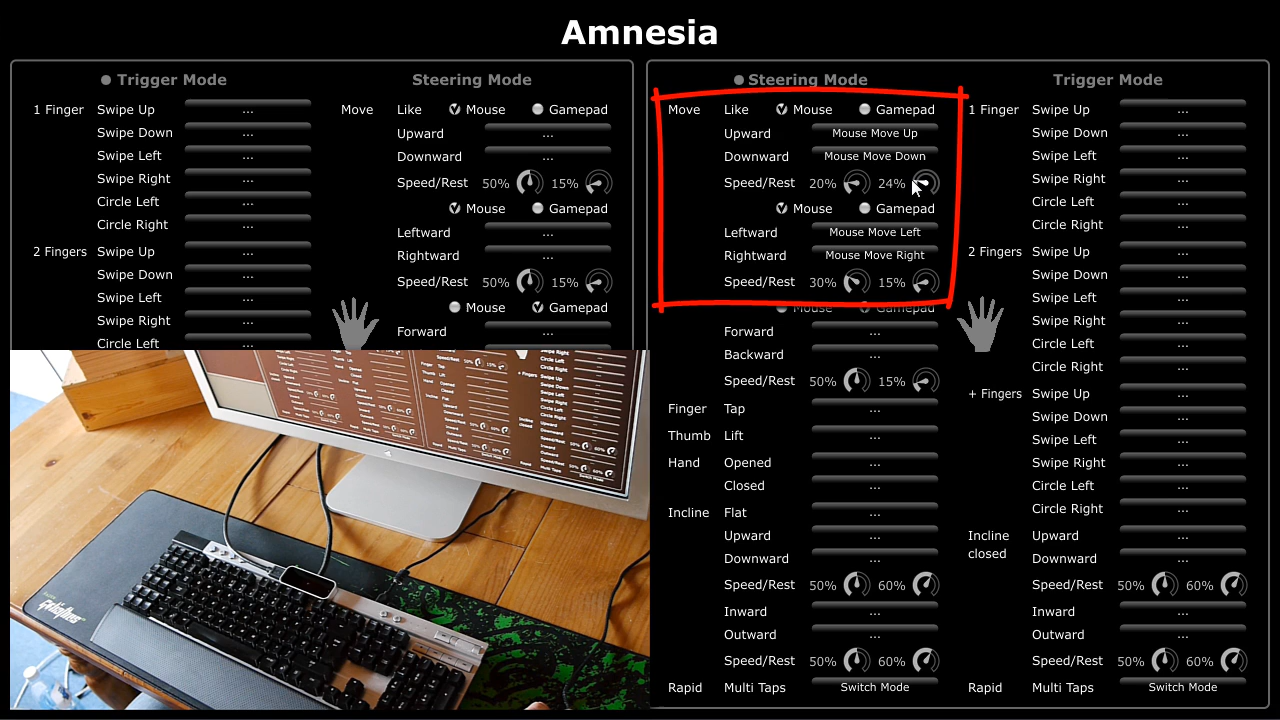 Amnesia
Trigger Mode
1 Finger Swipe Up ...
Swipe Down ...
Swipe Left ...
Swipe Right ...
Circle Left ...
Circle Right ...
2 Fingers Swipe Up ...
Swipe Down ...
Swipe Left ...
Swipe Right ...
Circle Left ...
Steering Mode
Move Like Mouse Gamepad
Upward ...
Downward ...
Speed/Rest 50% 15%
Mouse Gamepad
Leftward ...
Rightward ...
Speed/Rest 50% 15%
Mouse Gamepad
Forward ...
Steering Mode
Move Like Mouse Gamepad
Upward Mouse Move Up
Downward Mouse Move Down
Speed/Rest 20% 24%
Mouse Gamepad
Leftward Mouse Move Left
Rightward Mouse Move Right
Speed/Rest 30% 15%
Mouse Gamepad
Forward ...
Backward ...
Speed/Rest 50% 15%
Finger Tap ...
Thumb Lift ...
Hand Opened ...
Closed ...
Incline Flat ...
Upward ...
Downward ...
Speed/Rest 50% 60%
Inward ...
Outward ...
Speed/Rest 50% 60%
Rapid Multi Taps Switch Mode
Trigger Mode
1 Finger Swipe Up ...
Swipe Down ...
Swipe Left ...
Swipe Right ...
Circle Left ...
Circle Right ...
2 Fingers Swipe Up ...
Swipe Down ...
Swipe Left ...
Swipe Right ...
Circle Left ...
Circle Right ...
+ Fingers Swipe Up ...
Swipe Down ...
Swipe Left ...
Swipe Right ...
Circle Left ...
Circle Right ...
Incline closed Upward ...
Downward ...
Speed/Rest 50% 60%
Inward ...
Outward ...
Speed/Rest 50% 60%
Rapid Multi Taps Switch Mode